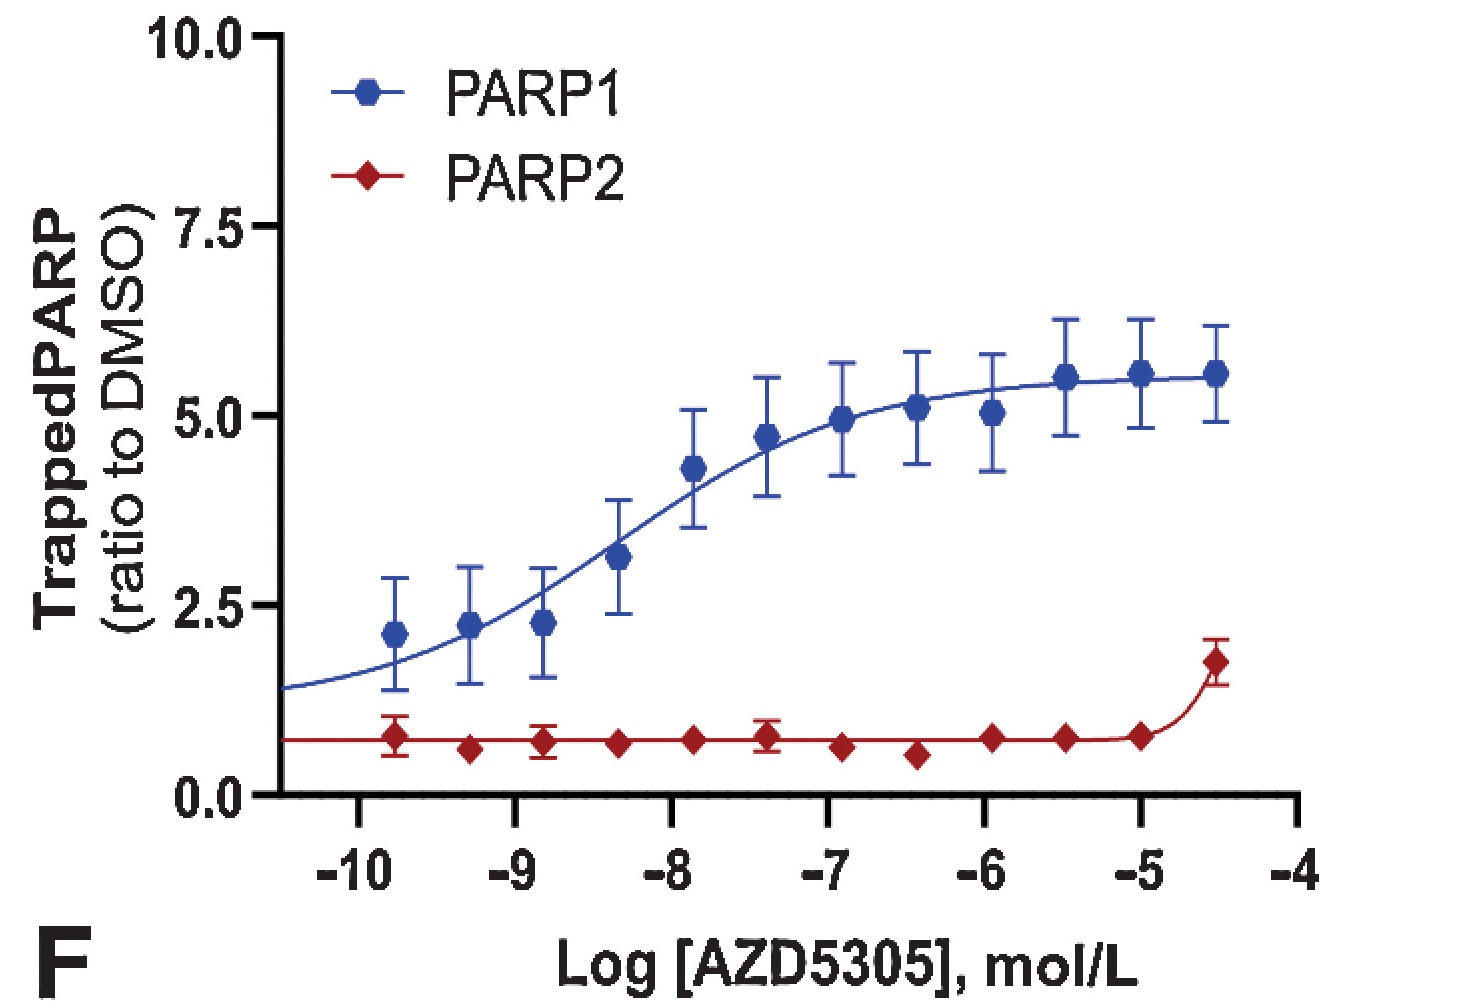 10.0
7.5
5.0
2.5
0.0
TrappedPARP
(ratio to DMSO)
PARP1
PARP2
-10 -9 -8 -7 -6 -5 -4
Log [AZD5305], mol/L
F